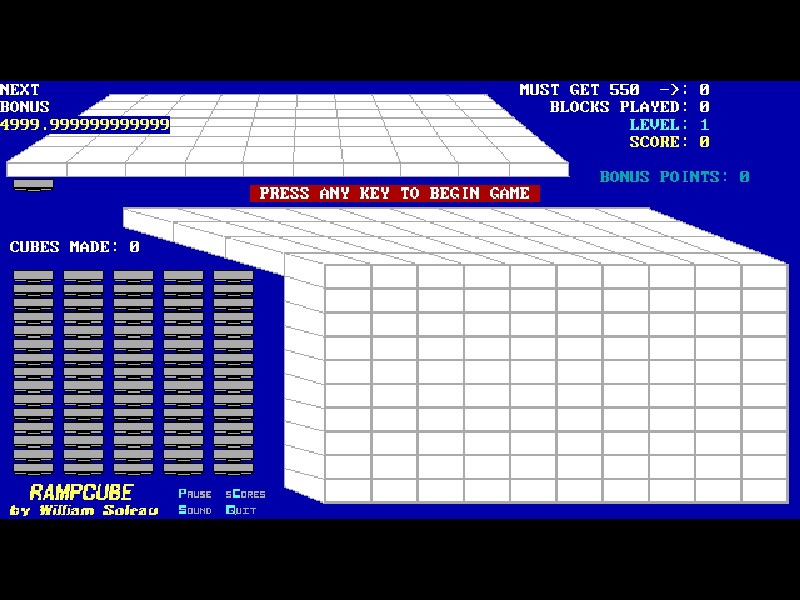 NEXT
BONUS
4999.999999999999
MUST GET 550 ->: 0
BLOCKS PLAYED: 0
LEVEL: 1
SCORE: 0
BONUS POINTS: 0
PRESS ANY KEY TO BEGIN GAME
CUBES MADE: 0
RAMPCUBE
by William Soleau
PAUSE sCORES
SOUND QUIT